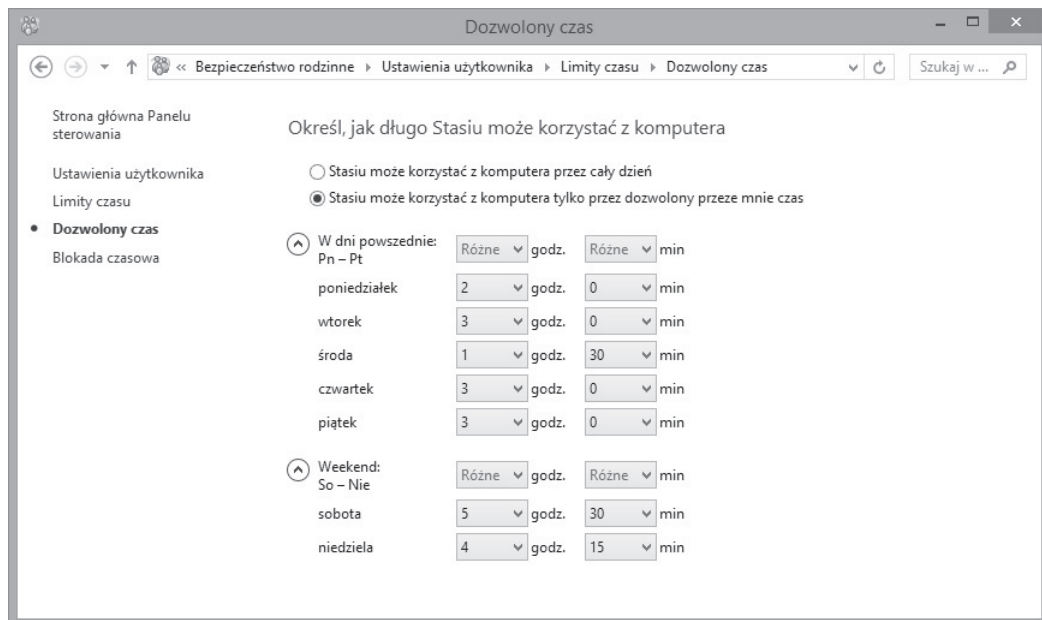 Dozwolony czas
« Bezpieczeństwo rodzinne ▸ Ustawienia użytkownika ▸ Limity czasu ▸ Dozwolony czas
Szukaj w ...
Strona główna Panelu
sterowania
Ustawienia użytkownika
Limity czasu
• Dozwolony czas
Blokada czasowa
Określ, jak długo Stasiu może korzystać z komputera
Stasiu może korzystać z komputera przez cały dzień
Stasiu może korzystać z komputera tylko przez dozwolony przeze mnie czas
W dni powszednie:
Pn – Pt
Różne godz. Różne min
poniedziałek 2 godz. 0 min
wtorek 3 godz. 0 min
środa 1 godz. 30 min
czwartek 3 godz. 0 min
piątek 3 godz. 0 min
Weekend:
So – Nie
Różne godz. Różne min
sobota 5 godz. 30 min
niedziela 4 godz. 15 min